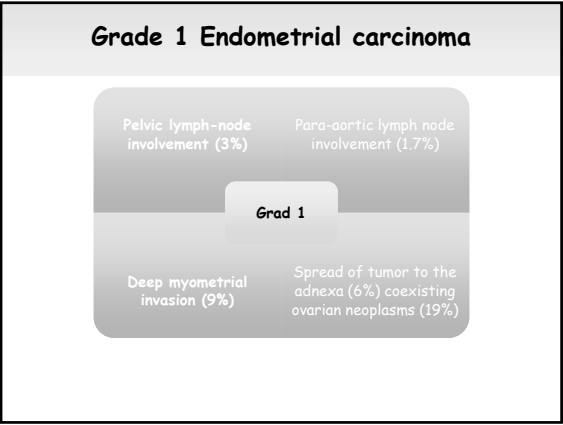 Grade 1 Endometrial carcinoma
Pelvic lymph-node
involvement (3%)
Para-aortic lymph node
involvement (1.7%)
Grad 1
Deep myometrial
invasion (9%)
Spread of tumor to the
adnexa (6%) coexisting
ovarian neoplasms (19%)